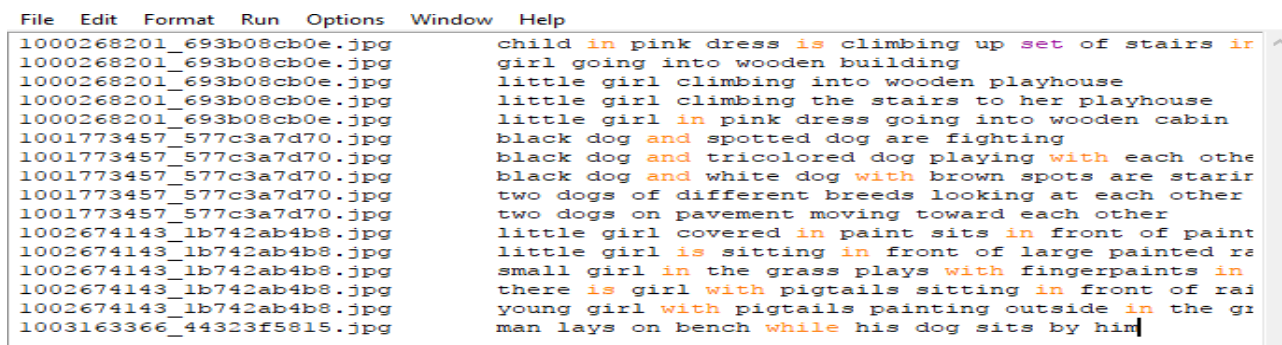 File Edit Format Run Options Window Help
1000268201_693b08cb0e.jpg child in pink dress is climbing up set of stairs in
1000268201_693b08cb0e.jpg girl going into wooden building
1000268201_693b08cb0e.jpg little girl climbing into wooden playhouse
1000268201_693b08cb0e.jpg little girl climbing the stairs to her playhouse
1000268201_693b08cb0e.jpg little girl in pink dress going into wooden cabin
1001773457_577c3a7d70.jpg black dog and spotted dog are fighting
1001773457_577c3a7d70.jpg black dog and tricolored dog playing with each othe
1001773457_577c3a7d70.jpg black dog and white dog with brown spots are starin
1001773457_577c3a7d70.jpg two dogs of different breeds looking at each other
1001773457_577c3a7d70.jpg two dogs on pavement moving toward each other
1002674143_1b742ab4b8.jpg little girl covered in paint sits in front of paint
1002674143_1b742ab4b8.jpg little girl is sitting in front of large painted ra
1002674143_1b742ab4b8.jpg small girl in the grass plays with fingerpaints in
1002674143_1b742ab4b8.jpg there is girl with pigtails sitting in front of rai
1002674143_1b742ab4b8.jpg young girl with pigtails painting outside in the gr
1003163366_44323f5815.jpg man lays on bench while his dog sits by him